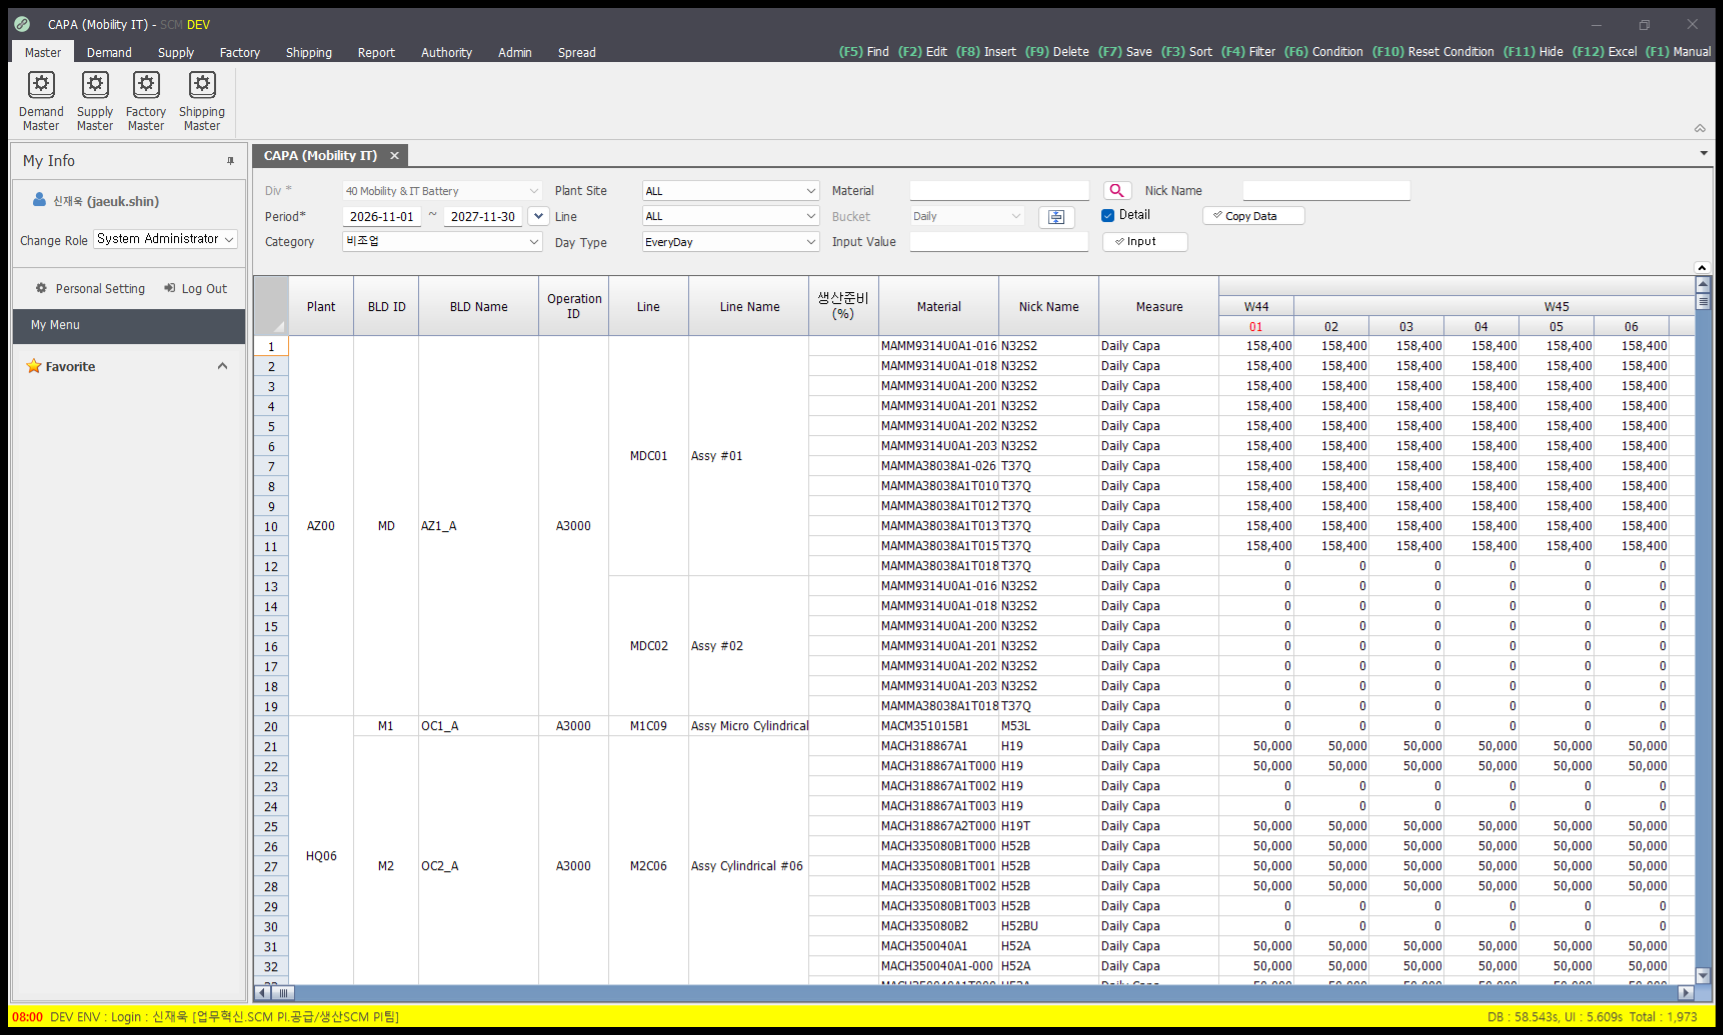 CAPA (Mobility IT) - SCM DEV
Master Demand Supply Factory Shipping Report Authority Admin Spread (F5) Find (F2) Edit (F8) Insert (F9) Delete (F7) Save (F3) Sort (F4) Filter (F6) Condition (F10) Reset Condition (F11) Hide (F12) Excel (F1) Manual
Demand Master Supply Master Factory Master Shipping Master
My Info
신재욱 (jaeuk.shin)
Change Role System Administrator
Personal Setting Log Out
My Menu
Favorite
CAPA (Mobility IT)
Div * 40 Mobility & IT Battery Plant Site ALL Material Nick Name
Period* 2026-11-01 ~ 2027-11-30 Line ALL Bucket Daily Detail Copy Data
Category 비조업 Day Type EveryDay Input Value Input
Plant BLD ID BLD Name Operation ID Line Line Name 생산준비 (%) Material Nick Name Measure W44 W45
01 02 03 04 05 06
1 MAMM9314U0A1-016 N32S2 Daily Capa 158,400 158,400 158,400 158,400 158,400 158,400
2 MAMM9314U0A1-018 N32S2 Daily Capa 158,400 158,400 158,400 158,400 158,400 158,400
3 MAMM9314U0A1-200 N32S2 Daily Capa 158,400 158,400 158,400 158,400 158,400 158,400
4 MAMM9314U0A1-201 N32S2 Daily Capa 158,400 158,400 158,400 158,400 158,400 158,400
5 MAMM9314U0A1-202 N32S2 Daily Capa 158,400 158,400 158,400 158,400 158,400 158,400
6 MAMM9314U0A1-203 N32S2 Daily Capa 158,400 158,400 158,400 158,400 158,400 158,400
MDC01 Assy #01
7 MAMMA38038A1-026 T37Q Daily Capa 158,400 158,400 158,400 158,400 158,400 158,400
8 MAMMA38038A1T010 T37Q Daily Capa 158,400 158,400 158,400 158,400 158,400 158,400
9 MAMMA38038A1T012 T37Q Daily Capa 158,400 158,400 158,400 158,400 158,400 158,400
10 AZ00 MD AZ1_A A3000 MAMMA38038A1T013 T37Q Daily Capa 158,400 158,400 158,400 158,400 158,400 158,400
11 MAMMA38038A1T015 T37Q Daily Capa 158,400 158,400 158,400 158,400 158,400 158,400
12 MAMMA38038A1T018 T37Q Daily Capa 0 0 0 0 0 0
13 MAMM9314U0A1-016 N32S2 Daily Capa 0 0 0 0 0 0
14 MAMM9314U0A1-018 N32S2 Daily Capa 0 0 0 0 0 0
15 MAMM9314U0A1-200 N32S2 Daily Capa 0 0 0 0 0 0
16 MDC02 Assy #02 MAMM9314U0A1-201 N32S2 Daily Capa 0 0 0 0 0 0
17 MAMM9314U0A1-202 N32S2 Daily Capa 0 0 0 0 0 0
18 MAMM9314U0A1-203 N32S2 Daily Capa 0 0 0 0 0 0
19 MAMMA38038A1T018 T37Q Daily Capa 0 0 0 0 0 0
20 M1 OC1_A A3000 M1C09 Assy Micro Cylindrical MACM351015B1 M53L Daily Capa 0 0 0 0 0 0
21 MACH318867A1 H19 Daily Capa 50,000 50,000 50,000 50,000 50,000 50,000
22 MACH318867A1T000 H19 Daily Capa 50,000 50,000 50,000 50,000 50,000 50,000
23 MACH318867A1T002 H19 Daily Capa 0 0 0 0 0 0
24 MACH318867A1T003 H19 Daily Capa 0 0 0 0 0 0
25 MACH318867A2T000 H19T Daily Capa 50,000 50,000 50,000 50,000 50,000 50,000
26 MACH335080B1T000 H52B Daily Capa 50,000 50,000 50,000 50,000 50,000 50,000
HQ06
27 M2 OC2_A A3000 M2C06 Assy Cylindrical #06 MACH335080B1T001 H52B Daily Capa 50,000 50,000 50,000 50,000 50,000 50,000
28 MACH335080B1T002 H52B Daily Capa 50,000 50,000 50,000 50,000 50,000 50,000
29 MACH335080B1T003 H52B Daily Capa 0 0 0 0 0 0
30 MACH335080B2 H52BU Daily Capa 0 0 0 0 0 0
31 MACH350040A1 H52A Daily Capa 50,000 50,000 50,000 50,000 50,000 50,000
32 MACH350040A1-000 H52A Daily Capa 50,000 50,000 50,000 50,000 50,000 50,000
08:00 DEV ENV : Login : 신재욱 [업무혁신.SCM PI.공급/생산SCM PI팀] DB : 58.543s, UI : 5.609s Total : 1,973